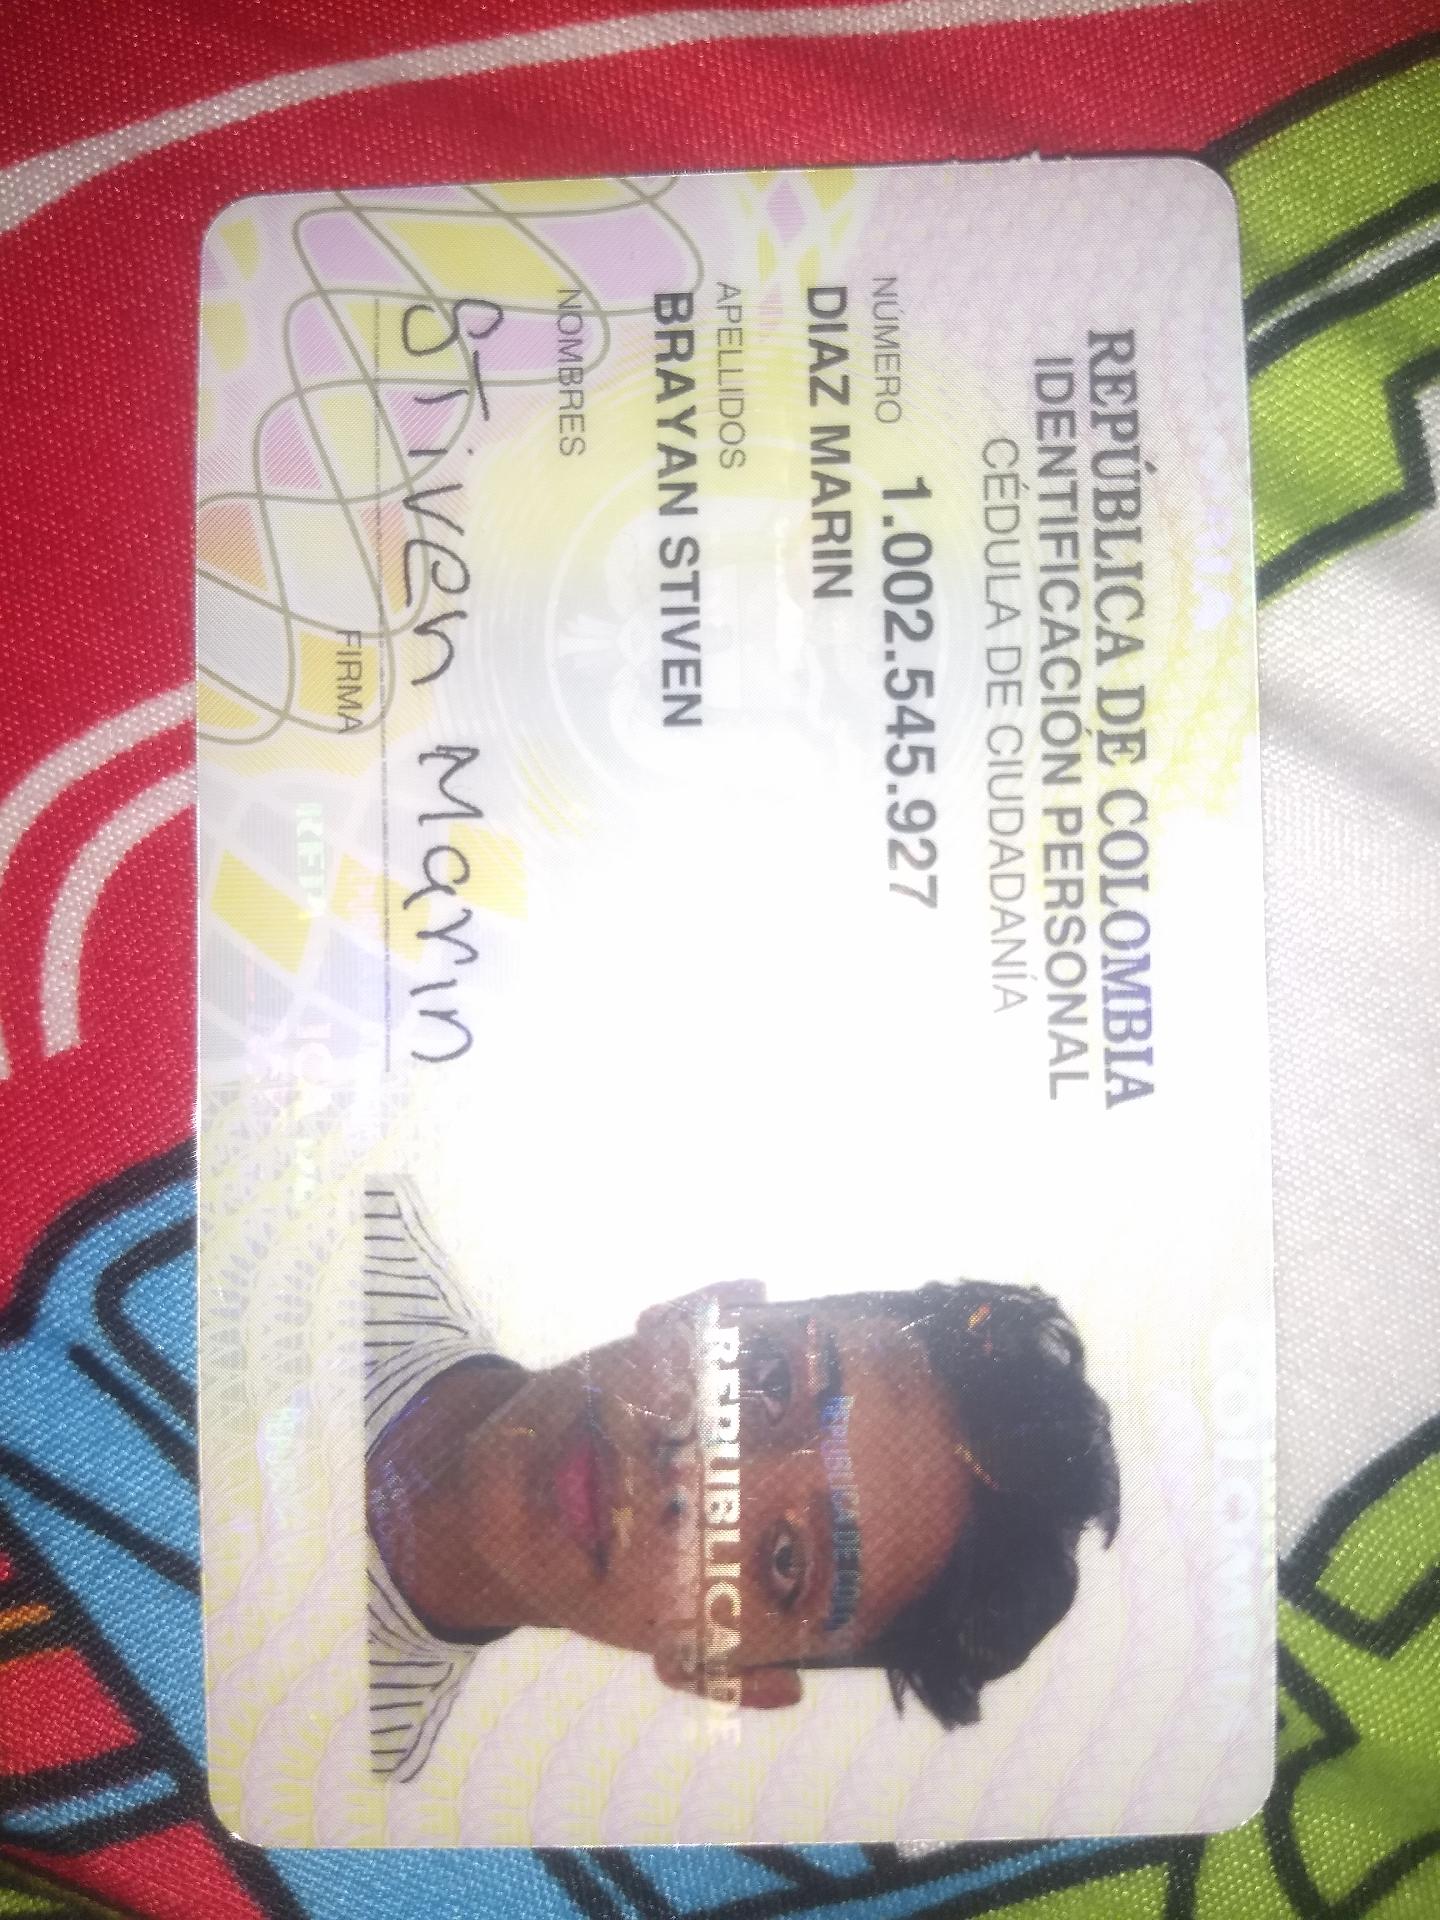 REPÚBLICA DE COLOMBIA
IDENTIFICACIÓN PERSONAL
CÉDULA DE CIUDADANÍA
NÚMERO 1.002.545.927
DIAZ MARIN
APELLIDOS
BRAYAN STIVEN
NOMBRES
STiven Marin
FIRMA
REPUBLICA DE